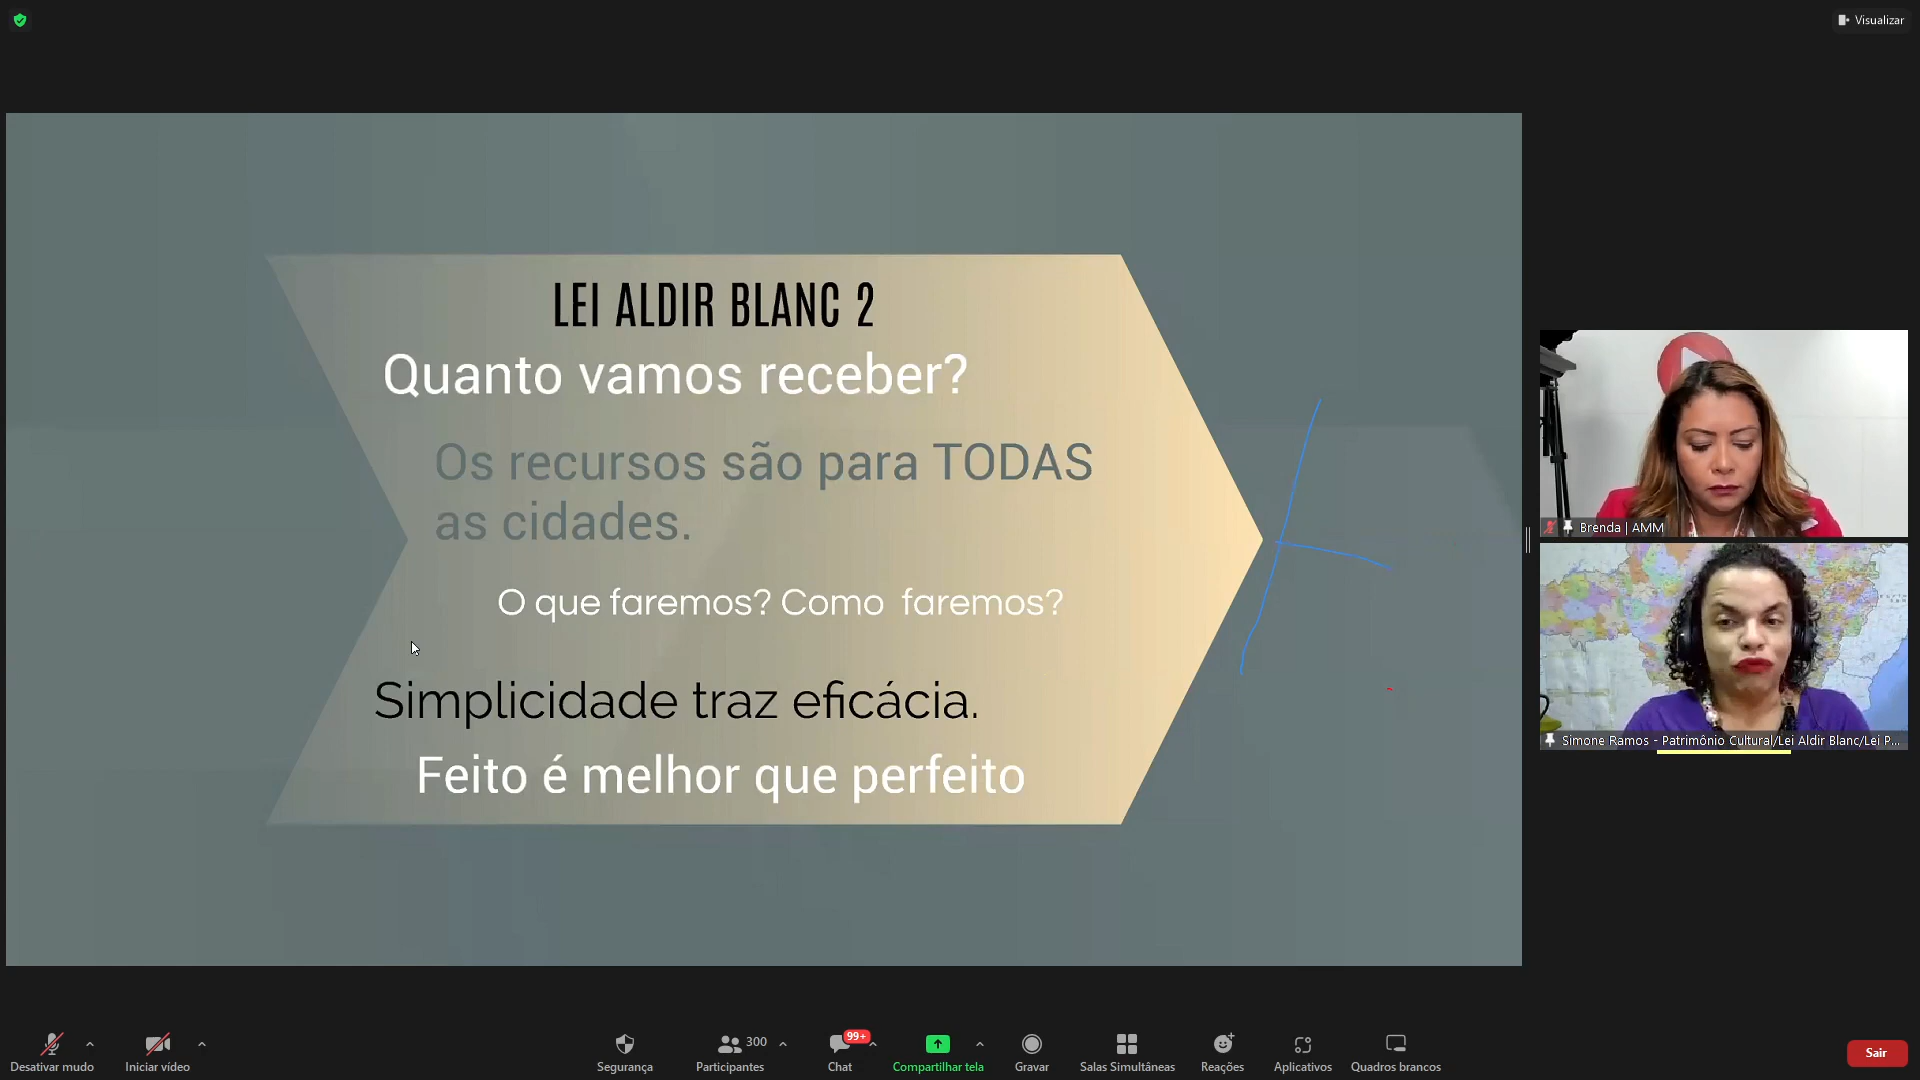 Visualizar
LEI ALDIR BLANC 2
Quanto vamos receber?
Os recursos são para TODAS
as cidades.
O que faremos? Como faremos?
Simplicidade traz eficácia.
Feito é melhor que perfeito
Brenda | AMM
Simone Ramos - Patrimônio Cultural/Lei Aldir Blanc/Lei P...
Desativar mudo
Iniciar vídeo
Segurança
300
Participantes
99+
Chat
Compartilhar tela
Gravar
Salas Simultâneas
Reações
Aplicativos
Quadros brancos
Sair